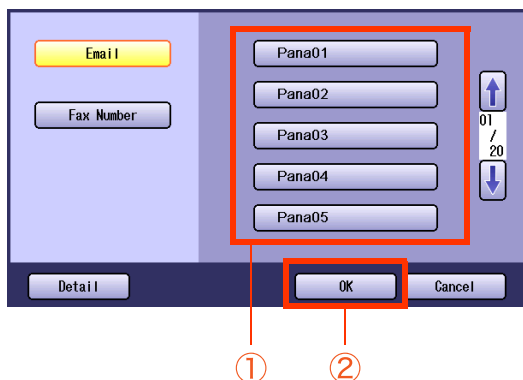 Email
Fax Number
Pana01
Pana02
Pana03
Pana04
Pana05
01
/
20
Detail
OK
Cancel
①
②